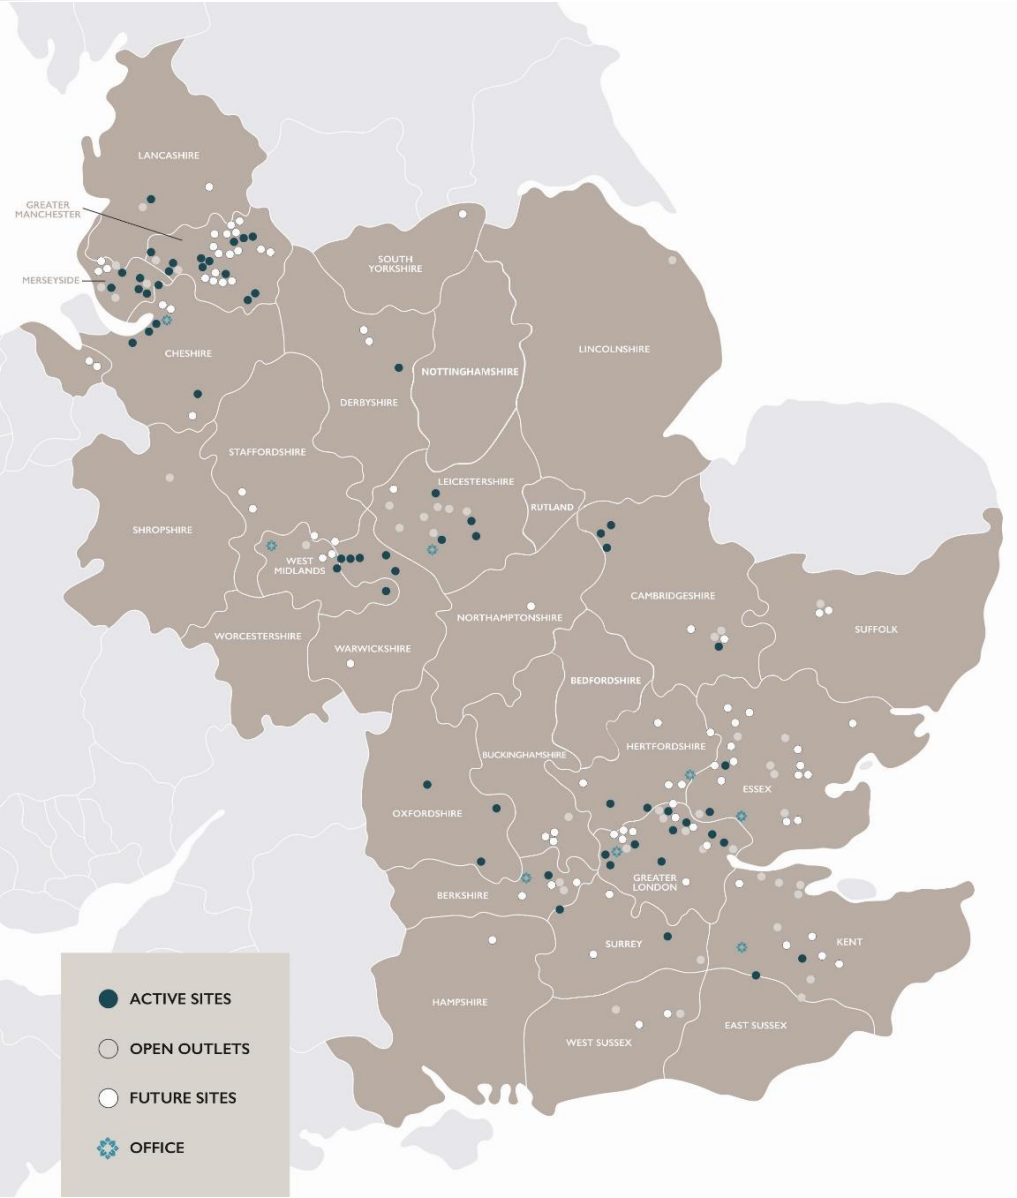 LANCASHIRE
GREATER
MANCHESTER
SOUTH
YORKSHIRE
MERSEYSIDE
CHESHIRE
LINCOLNSHIRE
NOTTINGHAMSHIRE
DERBYSHIRE
STAFFORDSHIRE
LEICESTERSHIRE
RUTLAND
SHROPSHIRE
WEST
MIDLANDS
CAMBRIDGESHIRE
NORTHAMPTONSHIRE
SUFFOLK
WORCESTERSHIRE
WARWICKSHIRE
BEDFORDSHIRE
HERTFORDSHIRE
BUCKINGHAMSHIRE
ESSEX
OXFORDSHIRE
GREATER
LONDON
BERKSHIRE
SURREY
KENT
HAMPSHIRE
EAST SUSSEX
WEST SUSSEX
ACTIVE SITES
OPEN OUTLETS
FUTURE SITES
OFFICE